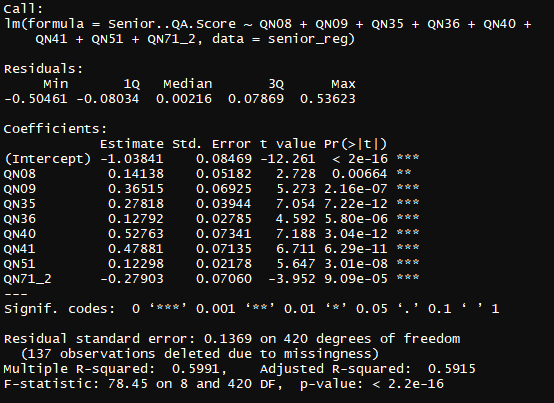 Call:
lm(formula = Senior..QA.Score ~ QN08 + QN09 + QN35 + QN36 + QN40 +
    QN41 + QN51 + QN71_2, data = senior_reg)

Residuals:
     Min       1Q   Median       3Q      Max
-0.50461 -0.08034  0.00216  0.07869  0.53623

Coefficients:
            Estimate Std. Error t value Pr(>|t|)
(Intercept) -1.03841    0.08469 -12.261  < 2e-16 ***
QN08         0.14138    0.05182   2.728  0.00664 **
QN09         0.36515    0.06925   5.273 2.16e-07 ***
QN35         0.27818    0.03944   7.054 7.22e-12 ***
QN36         0.12792    0.02785   4.592 5.80e-06 ***
QN40         0.52763    0.07341   7.188 3.04e-12 ***
QN41         0.47881    0.07135   6.711 6.29e-11 ***
QN51         0.12298    0.02178   5.647 3.01e-08 ***
QN71_2      -0.27903    0.07060  -3.952 9.09e-05 ***
---
Signif. codes:  0 ‘***’ 0.001 ‘**’ 0.01 ‘*’ 0.05 ‘.’ 0.1 ‘ ’ 1

Residual standard error: 0.1369 on 420 degrees of freedom
  (137 observations deleted due to missingness)
Multiple R-squared:  0.5991,    Adjusted R-squared:  0.5915
F-statistic: 78.45 on 8 and 420 DF,  p-value: < 2.2e-16